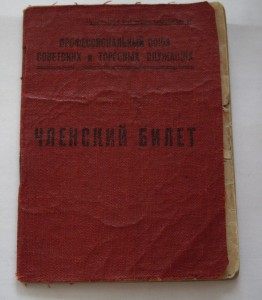 ПРОФЕССИОНАЛЬНЫЙ СОЮЗ
СОВЕТСКИХ и ТОРГОВЫХ СЛУЖАЩИХ
ЧЛЕНСКИЙ БИЛЕТ